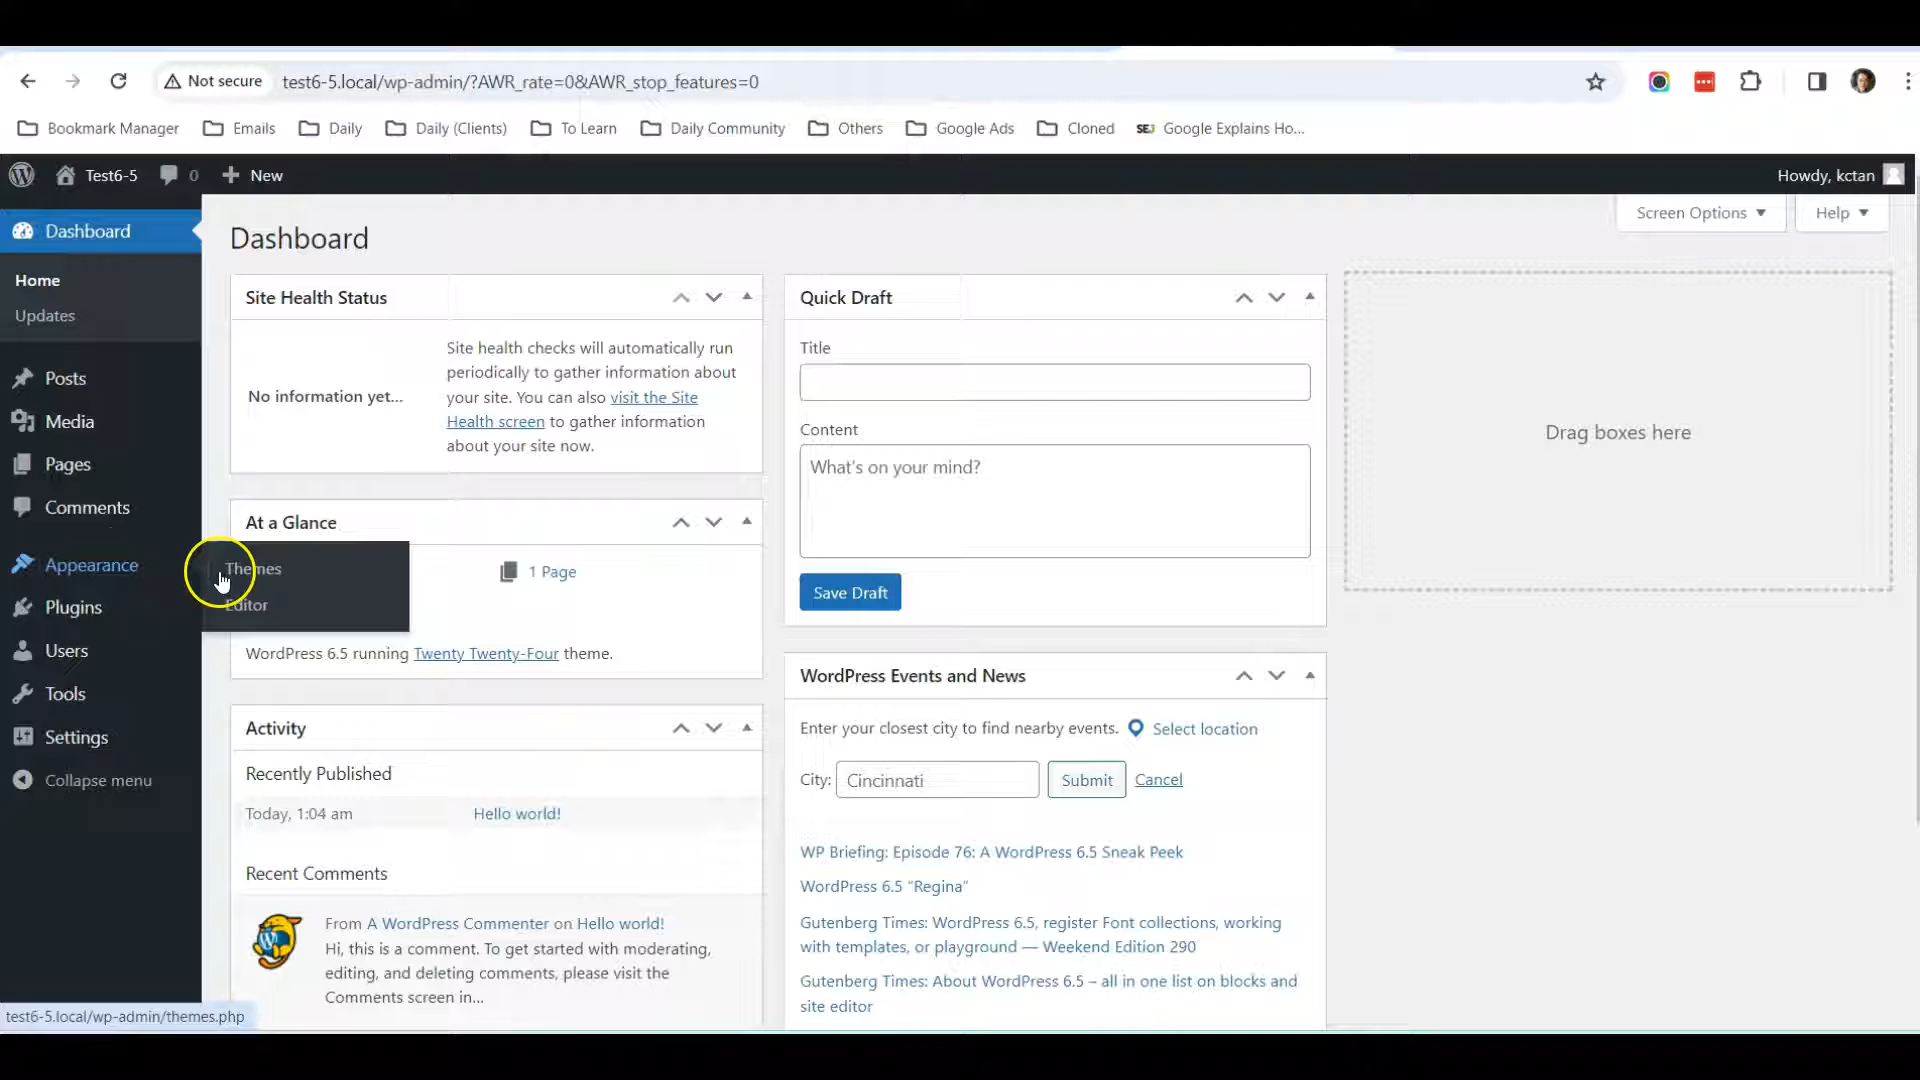 Not secure
test6-5.local/wp-admin/?AWR_rate=0&AWR_stop_features=0
Bookmark Manager
Emails
Daily
Daily (Clients)
To Learn
Daily Community
Others
Google Ads
Cloned
SEJ
Google Explains Ho...
Test6-5
0
New
Howdy, kctan
Dashboard
Home
Updates
Posts
Media
Pages
Comments
Appearance
Themes
Editor
Plugins
Users
Tools
Settings
Collapse menu
Dashboard
Screen Options
Help
Site Health Status
No information yet...
Site health checks will automatically run
periodically to gather information about
your site. You can also visit the Site
Health screen to gather information
about your site now.
At a Glance
1 Page
WordPress 6.5 running Twenty Twenty-Four theme.
Activity
Recently Published
Today, 1:04 am
Hello world!
Recent Comments
From A WordPress Commenter on Hello world!
Hi, this is a comment. To get started with moderating,
editing, and deleting comments, please visit the
Comments screen in...
Quick Draft
Title
Content
What's on your mind?
Save Draft
WordPress Events and News
Enter your closest city to find nearby events.
Select location
City:
Cincinnati
Submit
Cancel
WP Briefing: Episode 76: A WordPress 6.5 Sneak Peek
WordPress 6.5 “Regina”
Gutenberg Times: WordPress 6.5, register Font collections, working
with templates, or playground — Weekend Edition 290
Gutenberg Times: About WordPress 6.5 – all in one list on blocks and
site editor
Drag boxes here
test6-5.local/wp-admin/themes.php